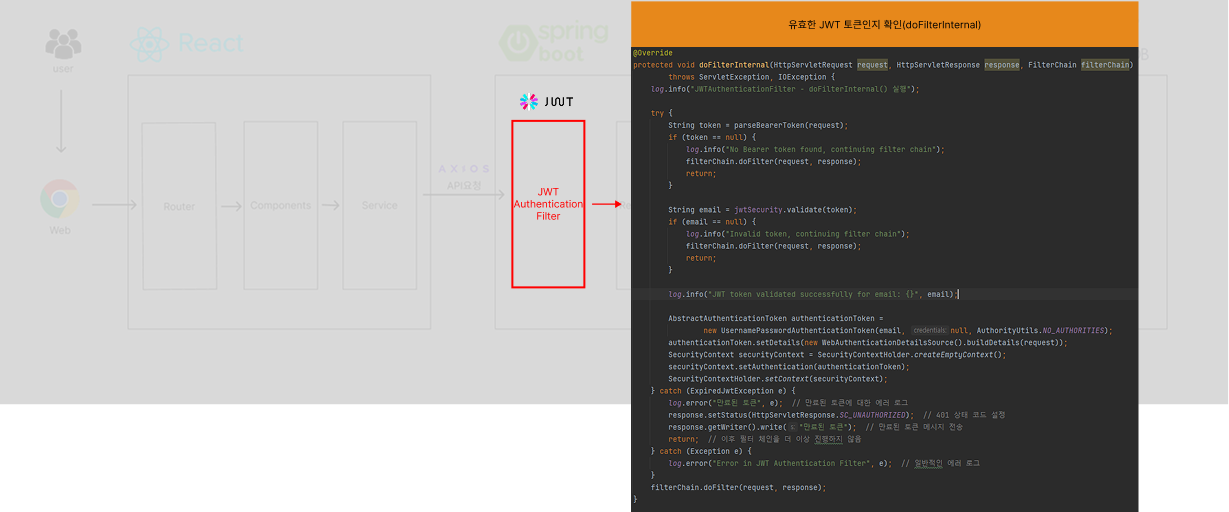 유효한 JWT 토큰인지 확인(doFilterInternal)
user
React
spring
boot
B
JWT
AXIOS
API요청
Web
Router
Components
Service
JWT
Authentication
Filter
@Override
protected void doFilterInternal(HttpServletRequest request, HttpServletResponse response, FilterChain filterChain)
throws ServletException, IOException {
log.info("JWTAuthenticationFilter - doFilterInternal() 실행");
try {
String token = parseBearerToken(request);
if (token == null) {
log.info("No Bearer token found, continuing filter chain");
filterChain.doFilter(request, response);
return;
}
String email = jwtSecurity.validate(token);
if (email == null) {
log.info("Invalid token, continuing filter chain");
filterChain.doFilter(request, response);
return;
}
log.info("JWT token validated successfully for email: {}", email);
AbstractAuthenticationToken authenticationToken =
new UsernamePasswordAuthenticationToken(email, credentials: null, AuthorityUtils.NO_AUTHORITIES);
authenticationToken.setDetails(new WebAuthenticationDetailsSource().buildDetails(request));
SecurityContext securityContext = SecurityContextHolder.createEmptyContext();
securityContext.setAuthentication(authenticationToken);
SecurityContextHolder.setContext(securityContext);
} catch (ExpiredJwtException e) {
log.error("만료된 토큰", e); // 만료된 토큰에 대한 에러 로그
response.setStatus(HttpServletResponse.SC_UNAUTHORIZED); // 401 상태 코드 설정
response.getWriter().write( s: "만료된 토큰"); // 만료된 토큰 메시지 전송
return; // 이후 필터 체인을 더 이상 진행하지 않음
} catch (Exception e) {
log.error("Error in JWT Authentication Filter", e); // 일반적인 에러 로그
}
filterChain.doFilter(request, response);
}